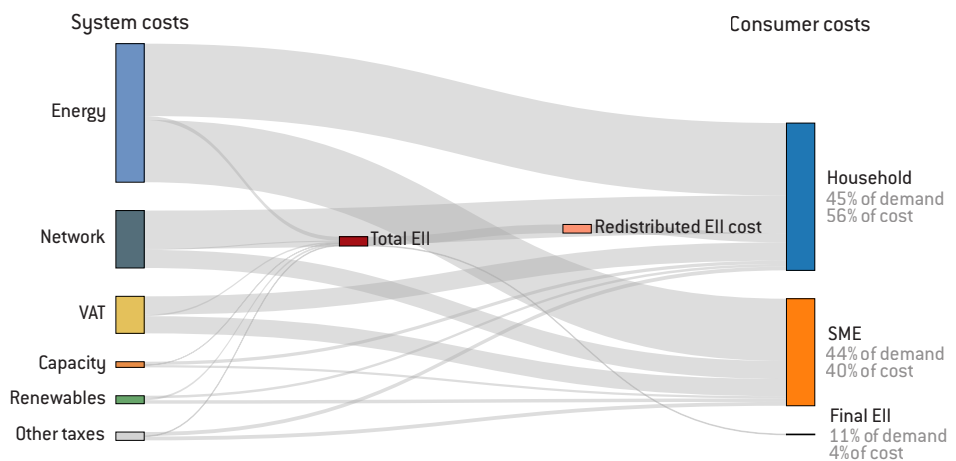 System costs
Consumer costs
Energy
Household
45% of demand
56% of cost
Network
Total EII
Redistributed EII cost
VAT
SME
44% of demand
40% of cost
Capacity
Renewables
Final EII
11% of demand
4%of cost
Other taxes